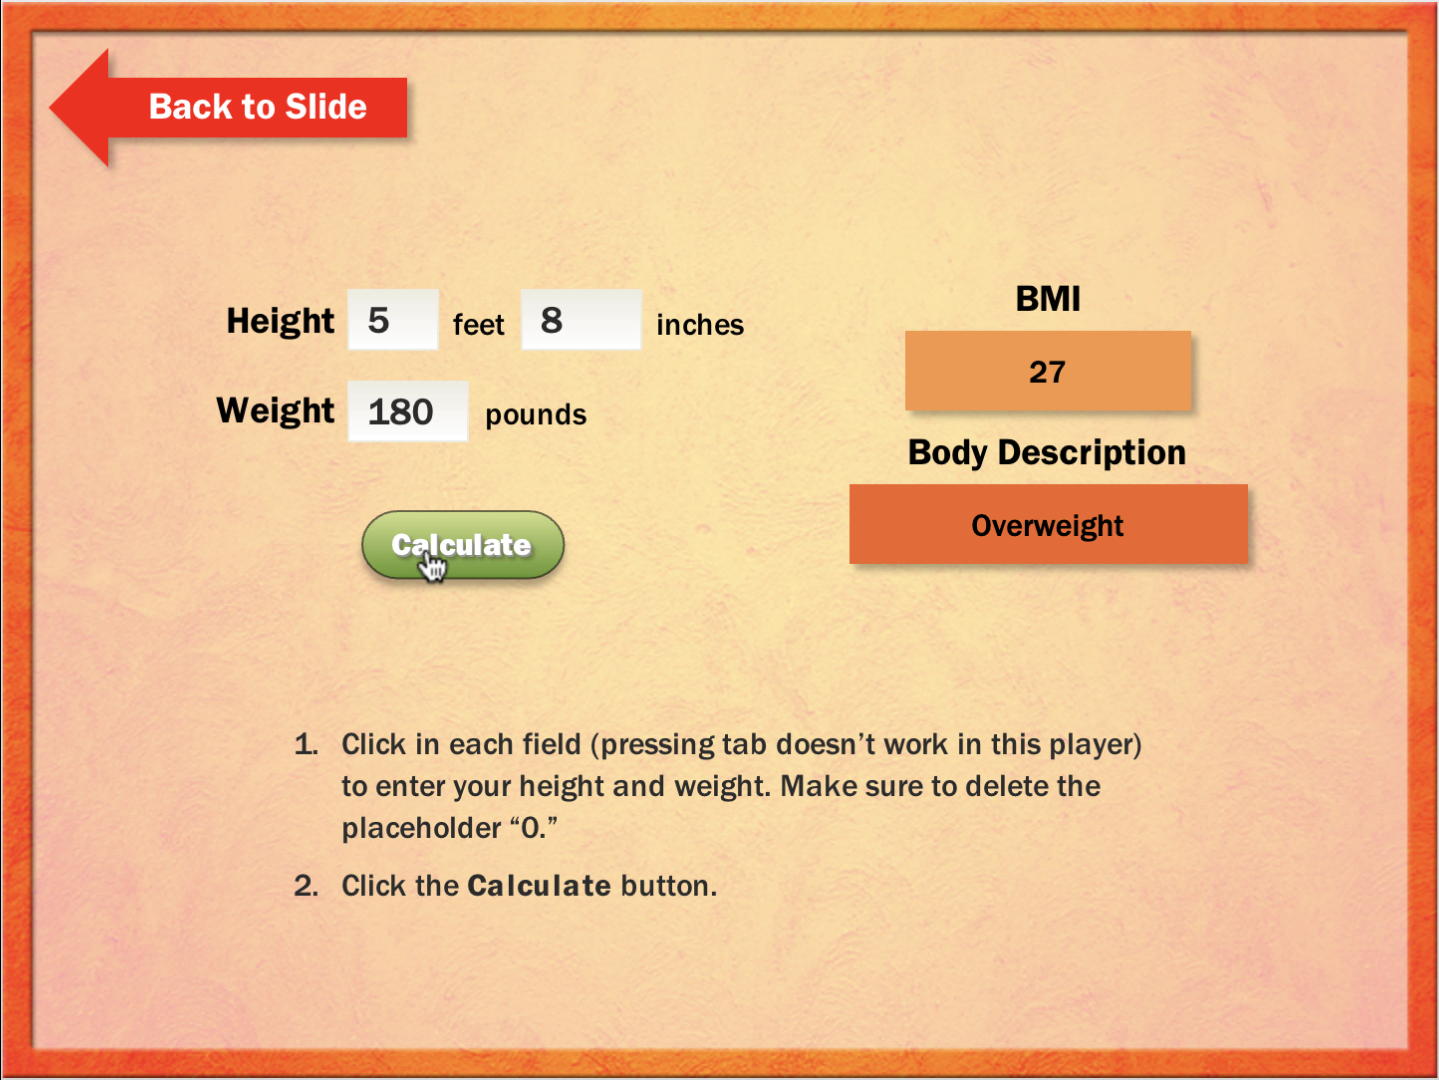 Back to Slide
Height 5 feet 8 inches
Weight 180 pounds
Calculate
BMI
27
Body Description
Overweight
1. Click in each field (pressing tab doesn’t work in this player)
to enter your height and weight. Make sure to delete the
placeholder “0.”
2. Click the Calculate button.